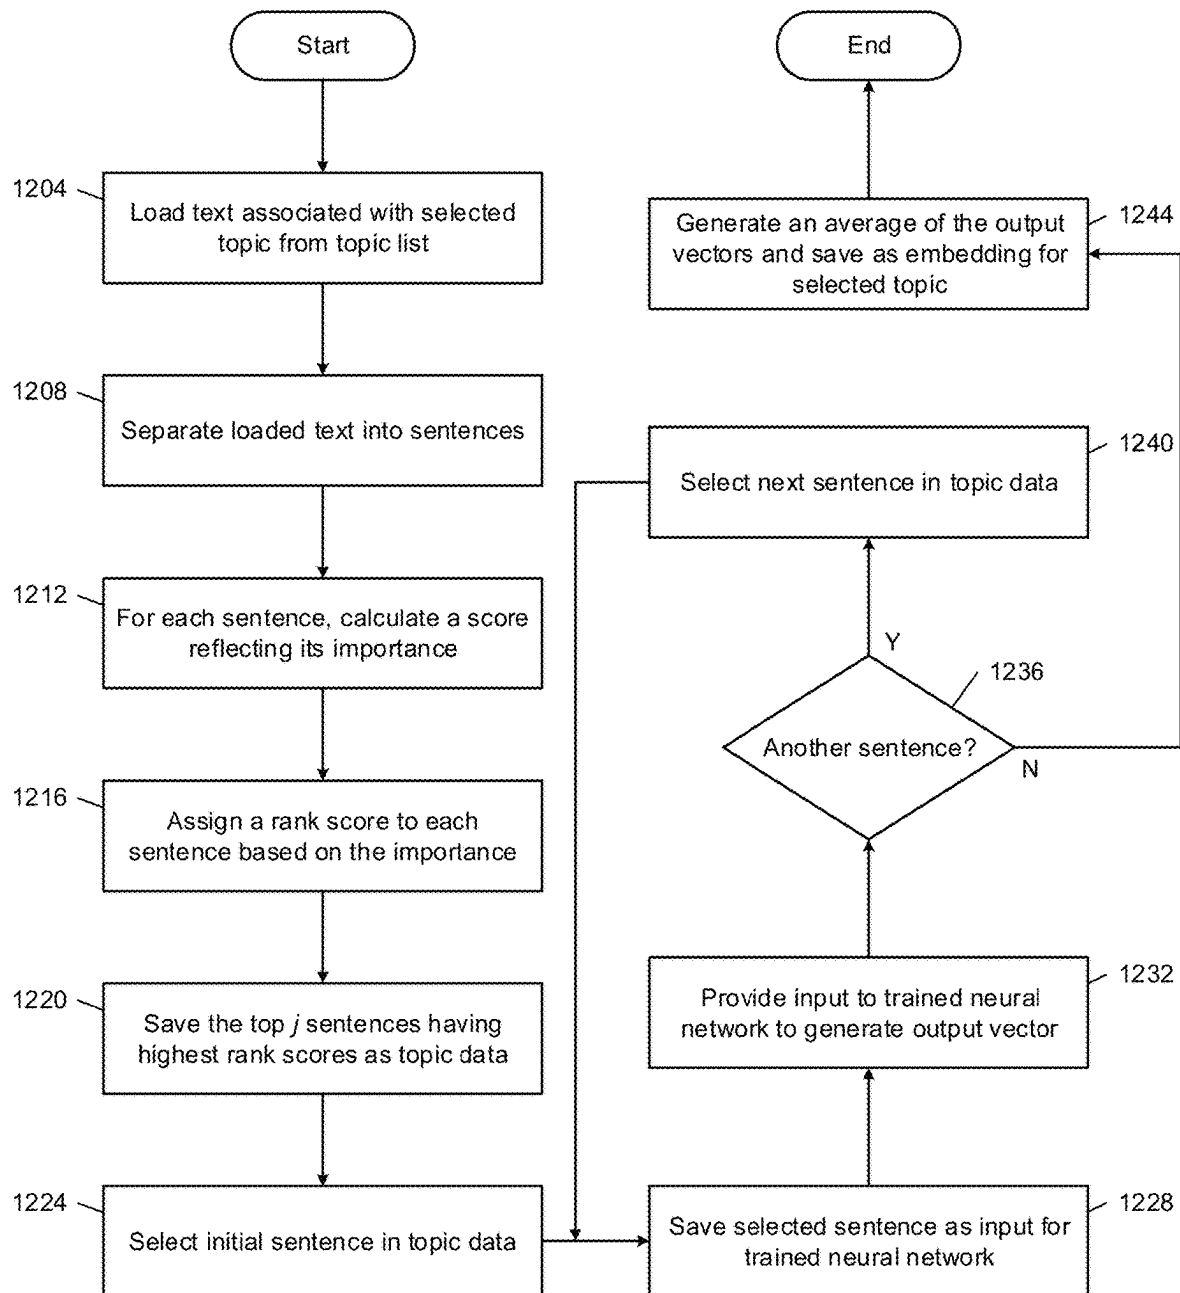 Start
1204
Load text associated with selected
topic from topic list
1208
Separate loaded text into sentences
1212
For each sentence, calculate a score
reflecting its importance
1216
Assign a rank score to each
sentence based on the importance
1220
Save the top j sentences having
highest rank scores as topic data
1224
Select initial sentence in topic data
1228
Save selected sentence as input for
trained neural network
1232
Provide input to trained neural
network to generate output vector
1236
Another sentence?
Y
N
1240
Select next sentence in topic data
1244
Generate an average of the output
vectors and save as embedding for
selected topic
End